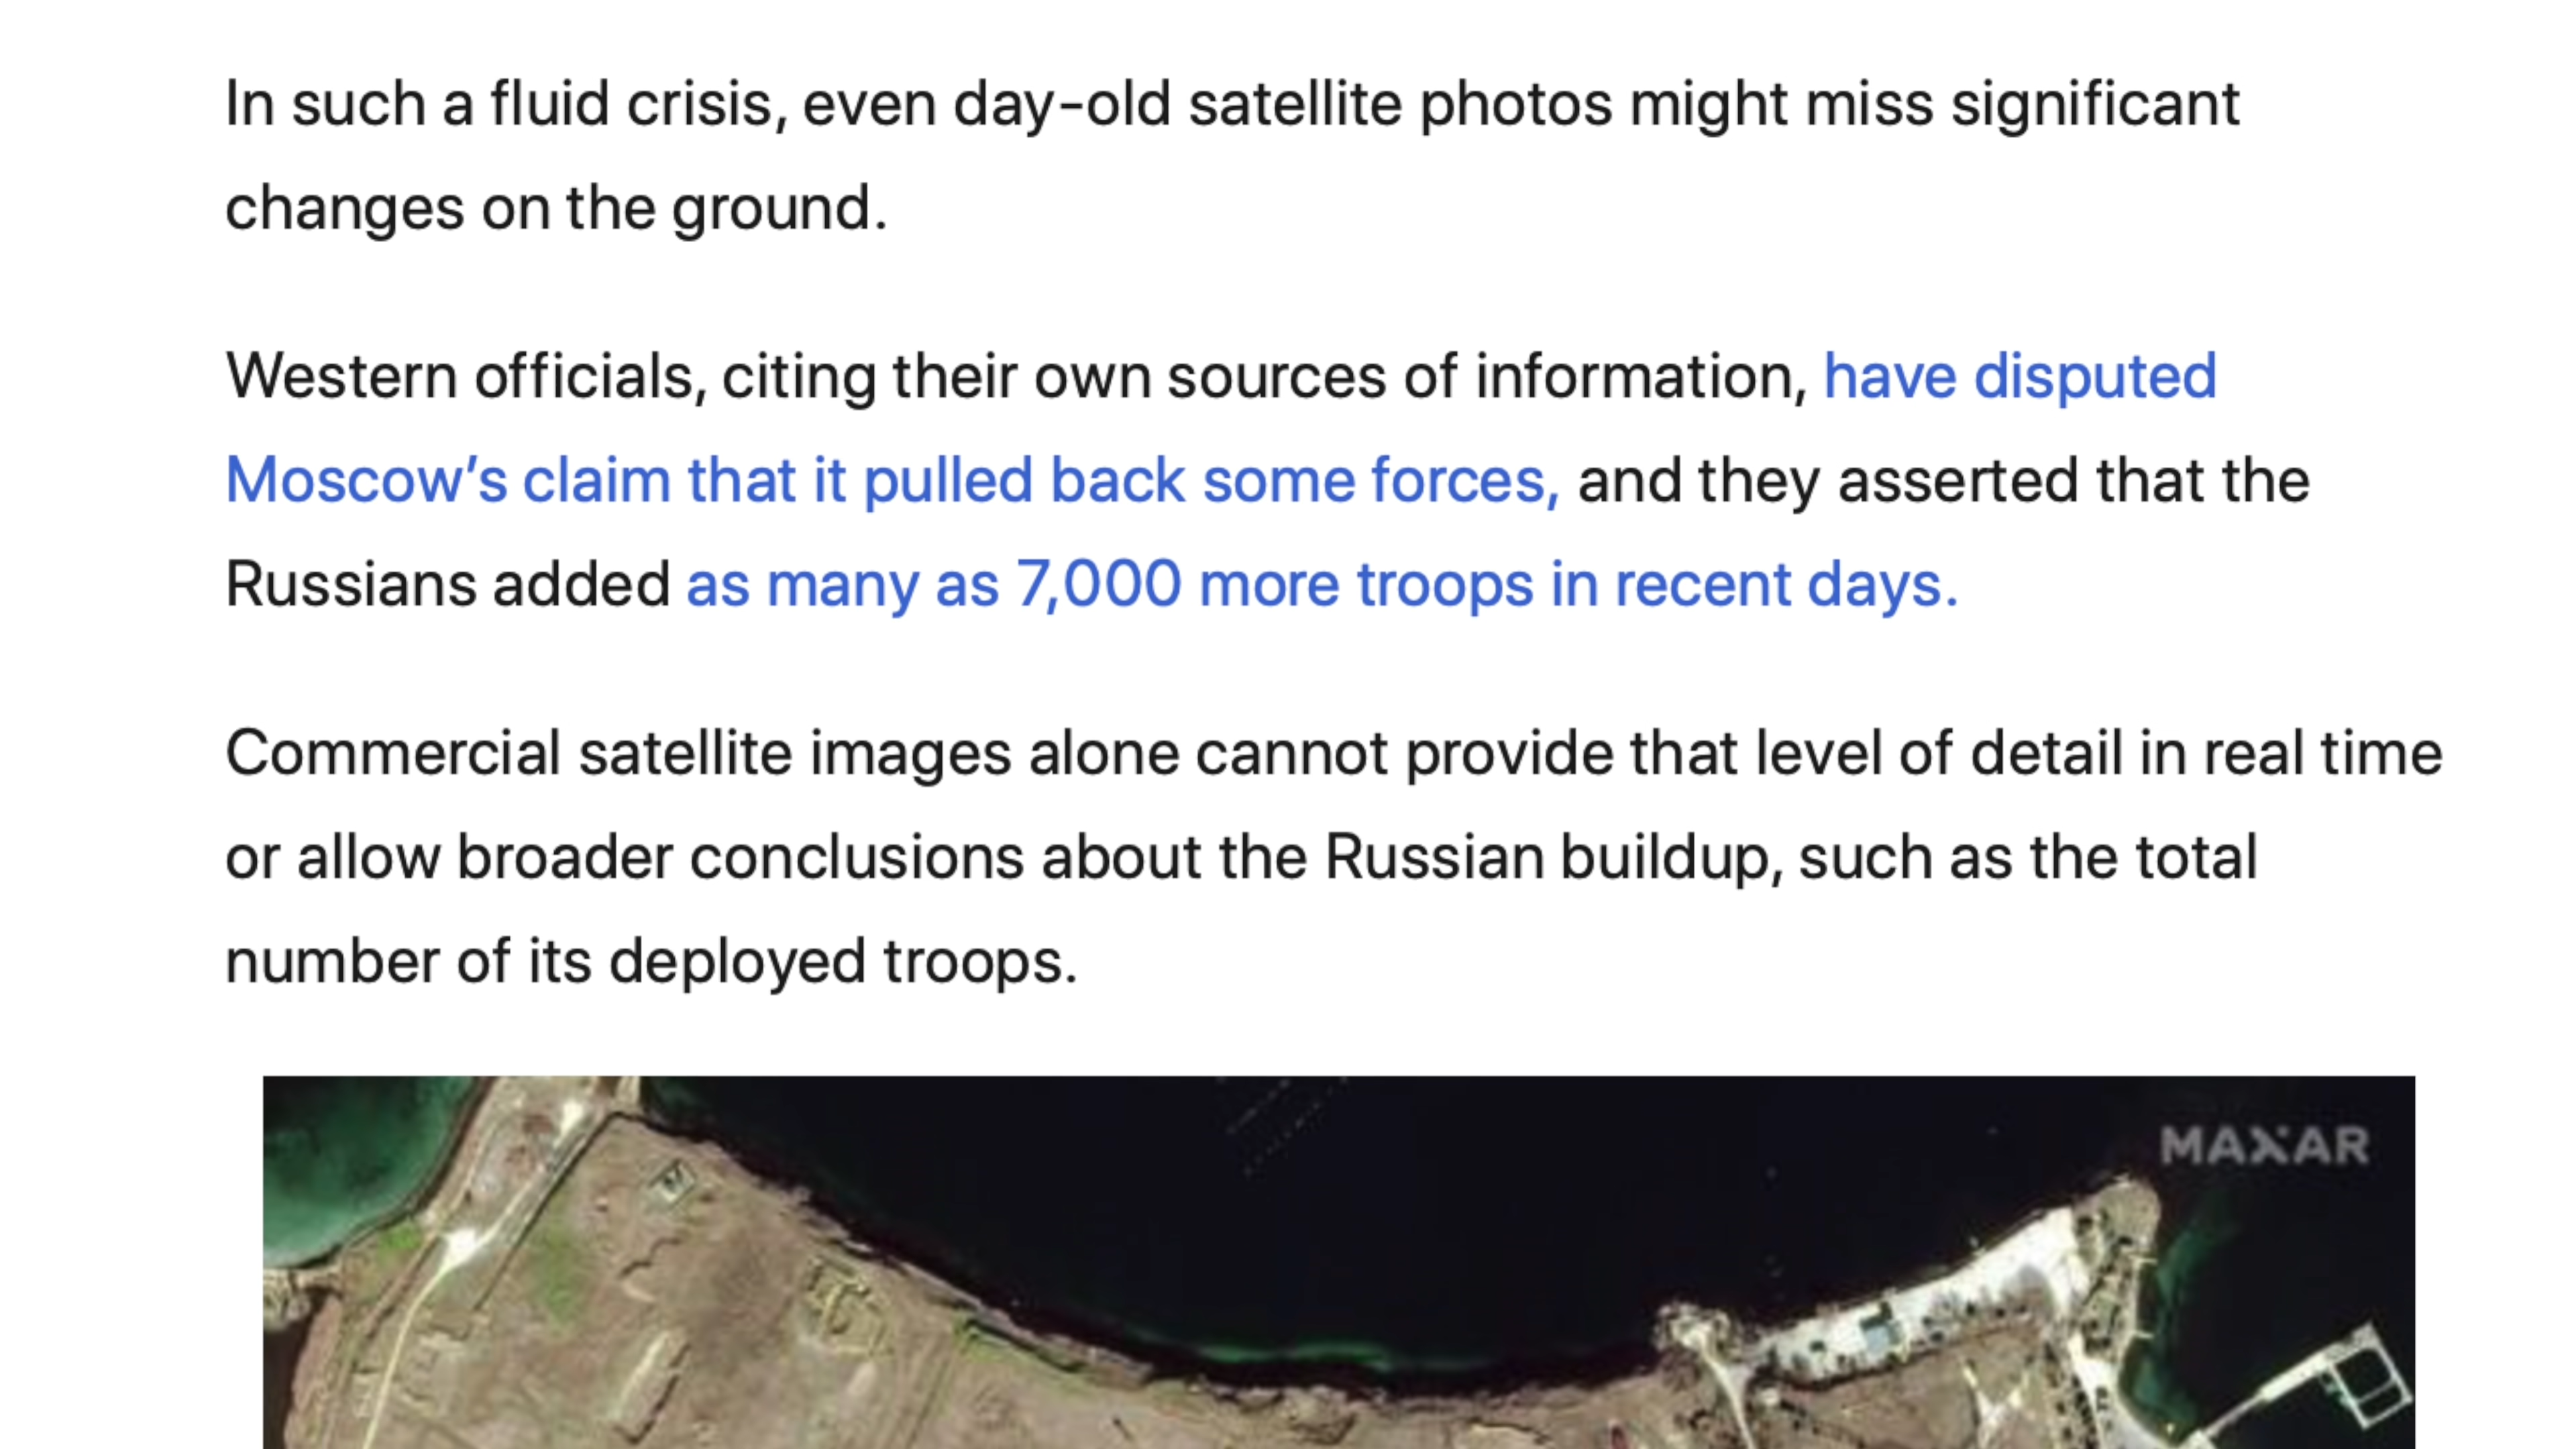 In such a fluid crisis, even day-old satellite photos might miss significant
changes on the ground.
Western officials, citing their own sources of information, have disputed
Moscow’s claim that it pulled back some forces, and they asserted that the
Russians added as many as 7,000 more troops in recent days.
Commercial satellite images alone cannot provide that level of detail in real time
or allow broader conclusions about the Russian buildup, such as the total
number of its deployed troops.
MAXAR